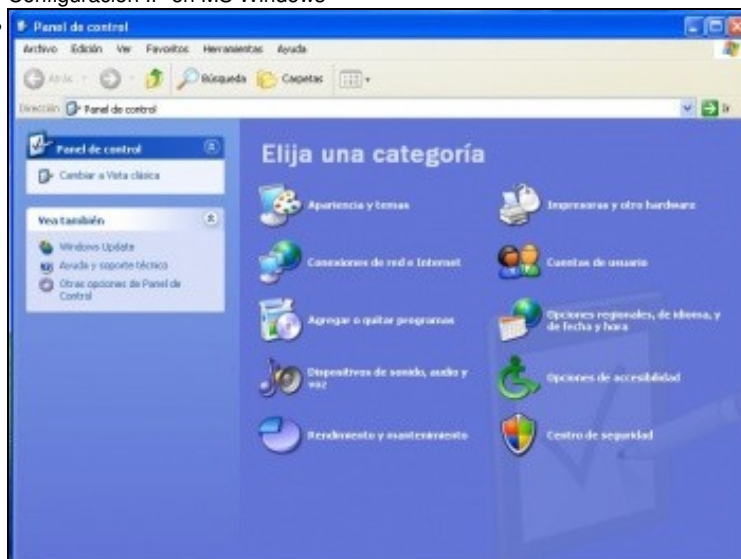 Configuración IP en MS Windows
Panel de control
Archivo Edición Ver Favoritos Herramientas Ayuda
Atrás Búsqueda Carpetas
Dirección Panel de control Ir
Panel de control
Cambiar a Vista clásica
Vea también
Windows Update
Ayuda y soporte técnico
Otras opciones de Panel de
Control
Elija una categoría
Apariencia y temas
Impresoras y otro hardware
Conexiones de red e Internet
Cuentas de usuario
Agregar o quitar programas
Opciones regionales, de idioma, y
de fecha y hora
Dispositivos de sonido, audio y
voz
Opciones de accesibilidad
Rendimiento y mantenimiento
Centro de seguridad